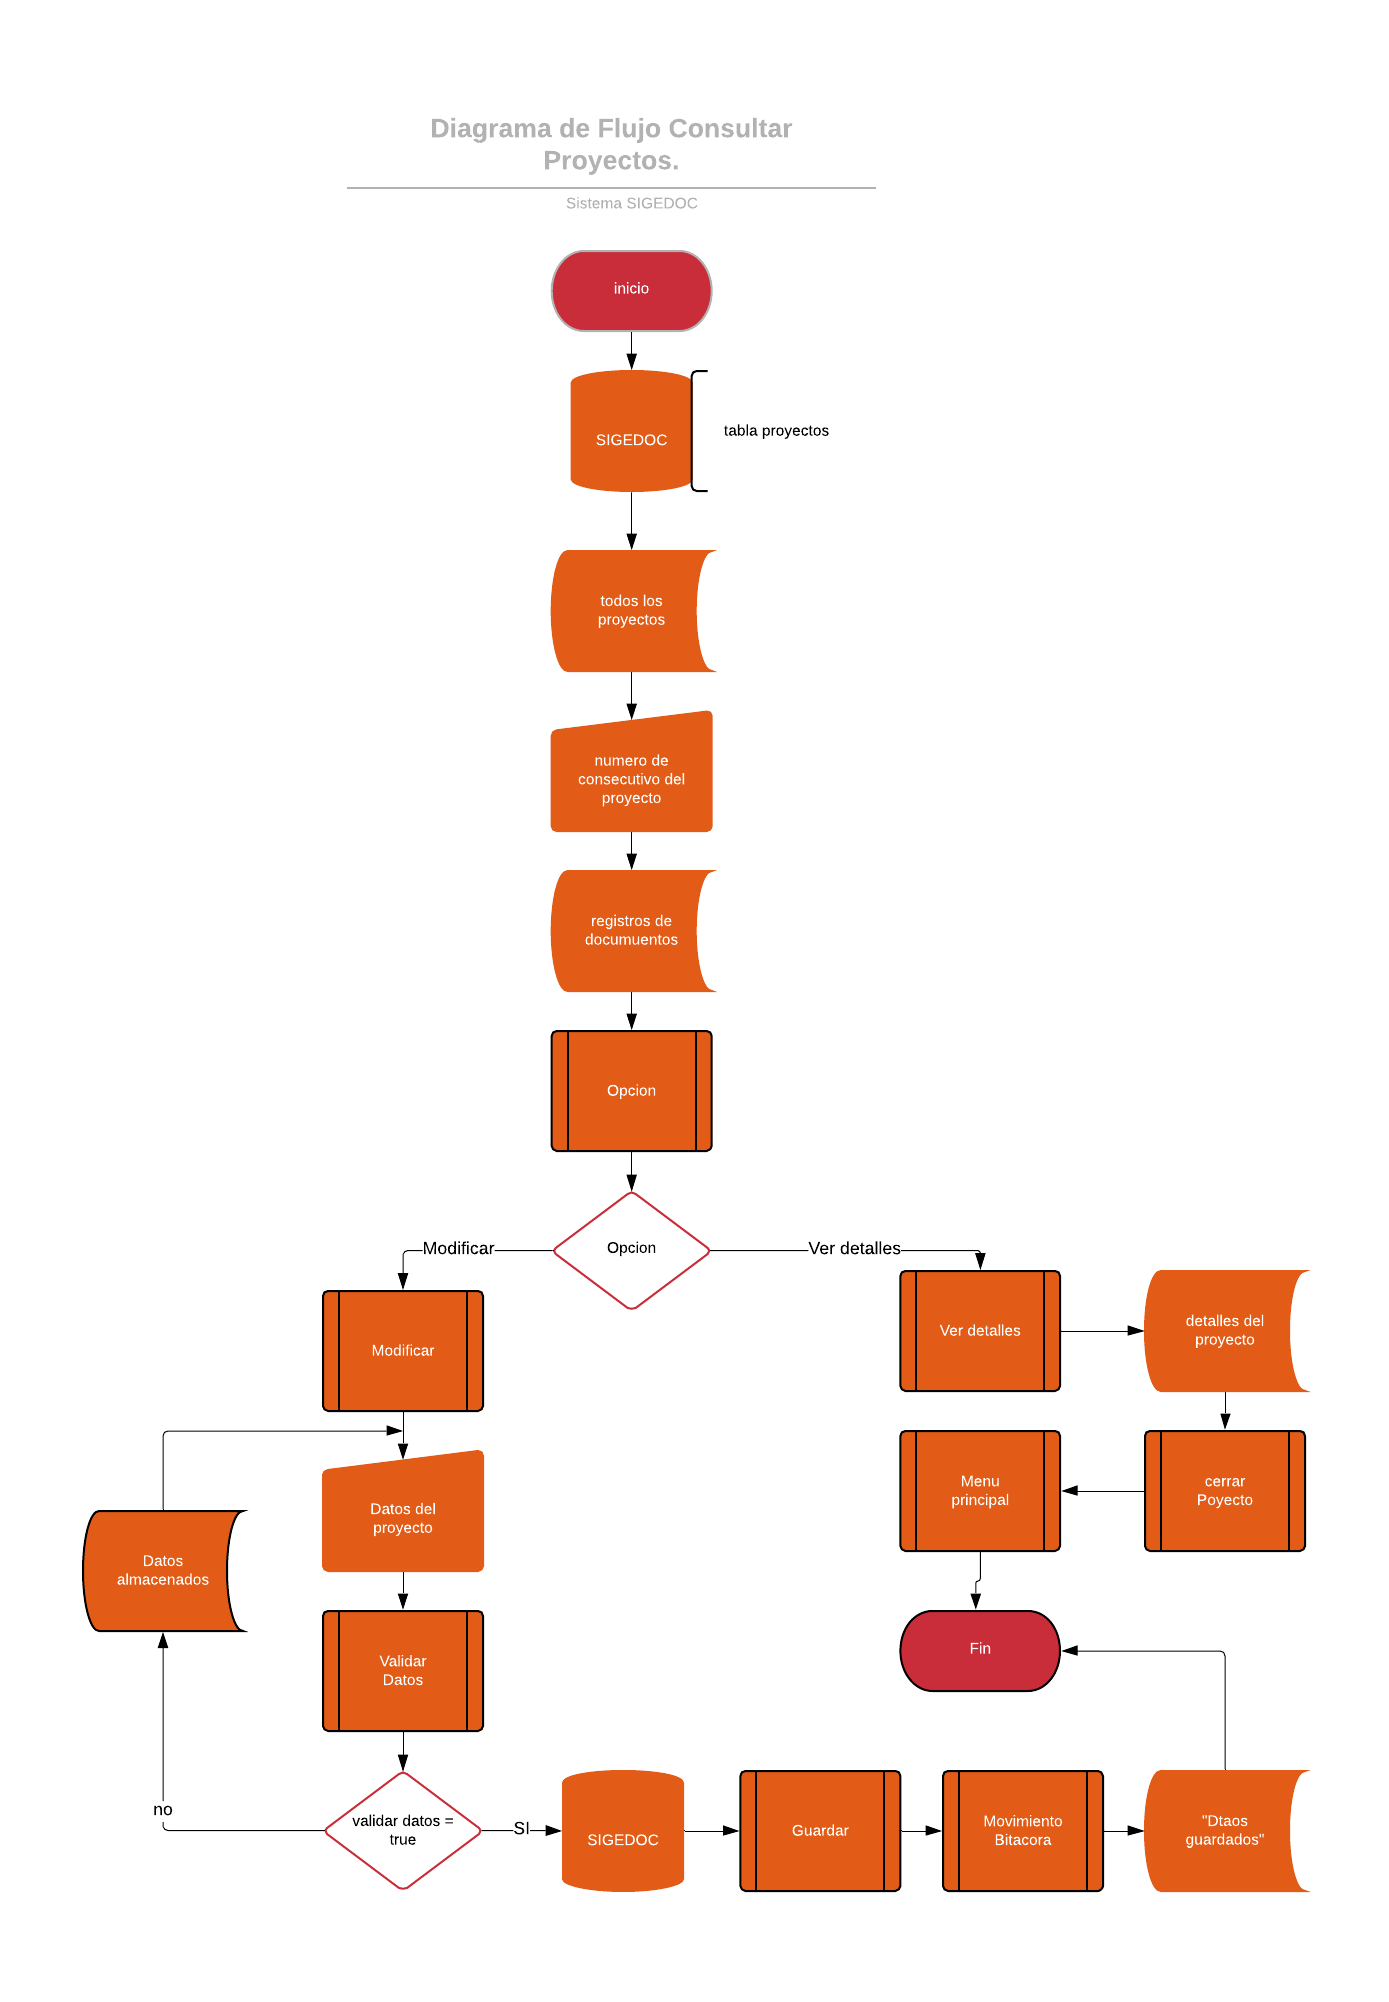 Diagrama de Flujo Consultar
Proyectos.
Sistema SIGEDOC
inicio
SIGEDOC
tabla proyectos
todos los
proyectos
numero de
consecutivo del
proyecto
registros de
documuentos
Opcion
Opcion
Modificar
Ver detalles
Modificar
Ver detalles
detalles del
proyecto
Menu
principal
cerrar
Poyecto
Datos del
proyecto
Datos
almacenados
Validar
Datos
Fin
no
validar datos =
true
SI
SIGEDOC
Guardar
Movimiento
Bitacora
"Dtaos
guardados"